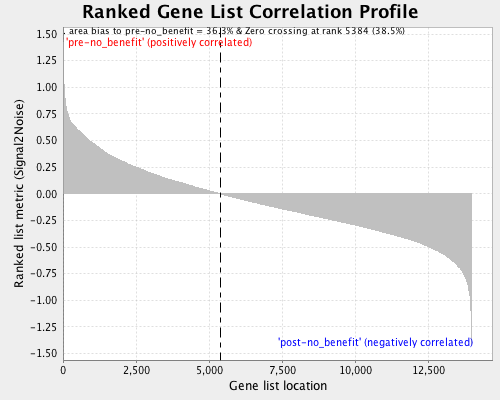 Ranked Gene List Correlation Profile
area bias to pre-no_benefit = 36.3% & Zero crossing at rank 5384 (38.5%)
'pre-no_benefit' (positively correlated)
1.50
1.25
1.00
0.75
0.50
0.25
0.00
-0.25
-0.50
-0.75
-1.00
-1.25
-1.50
Ranked list metric (Signal2Noise)
'post-no_benefit' (negatively correlated)
0 2,500 5,000 7,500 10,000 12,500
Gene list location